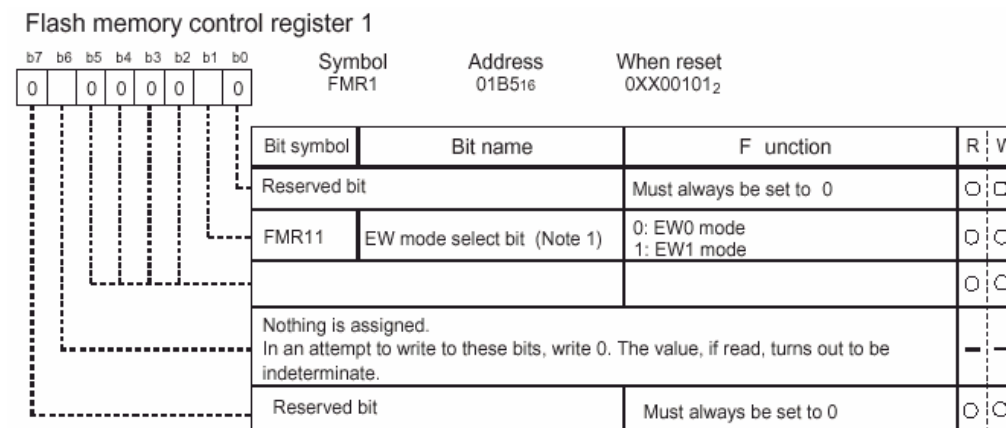 Flash memory control register 1
b7 b6 b5 b4 b3 b2 b1 b0
0 0 0 0 0 0
Symbol Address When reset
FMR1 01B516 0XX001012
Bit symbol Bit name F unction R W
Reserved bit Must always be set to 0
FMR11 EW mode select bit (Note 1) 0: EW0 mode
1: EW1 mode
Nothing is assigned.
In an attempt to write to these bits, write 0. The value, if read, turns out to be
indeterminate.
Reserved bit Must always be set to 0